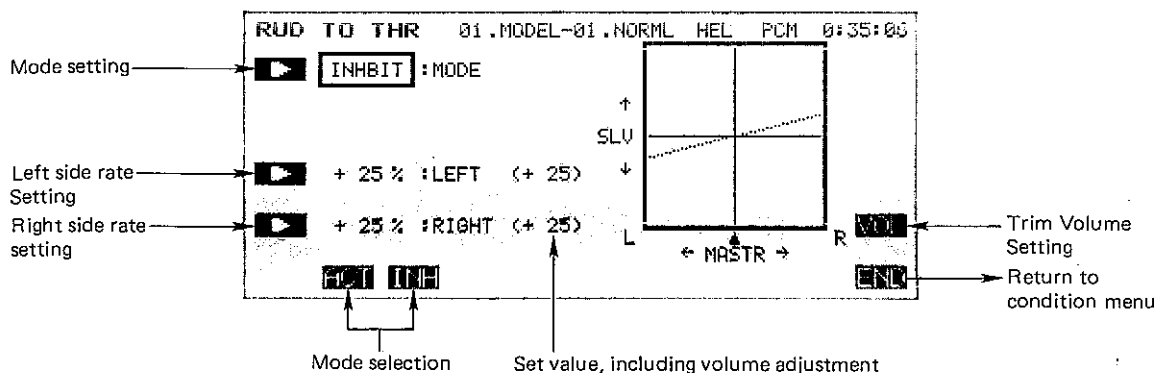 RUD TO THR 01.MODEL-01.NORML HEL PCM 0:35:06
Mode setting
INHBIT :MODE
↑
SLV
↓
Left side rate
Setting
+ 25 % :LEFT (+ 25)
Right side rate
setting
+ 25 % :RIGHT (+ 25)
L
R
← MASTR →
VOL
Trim Volume
Setting
ACT INH
END
Return to
condition menu
Mode selection
Set value, including volume adjustment